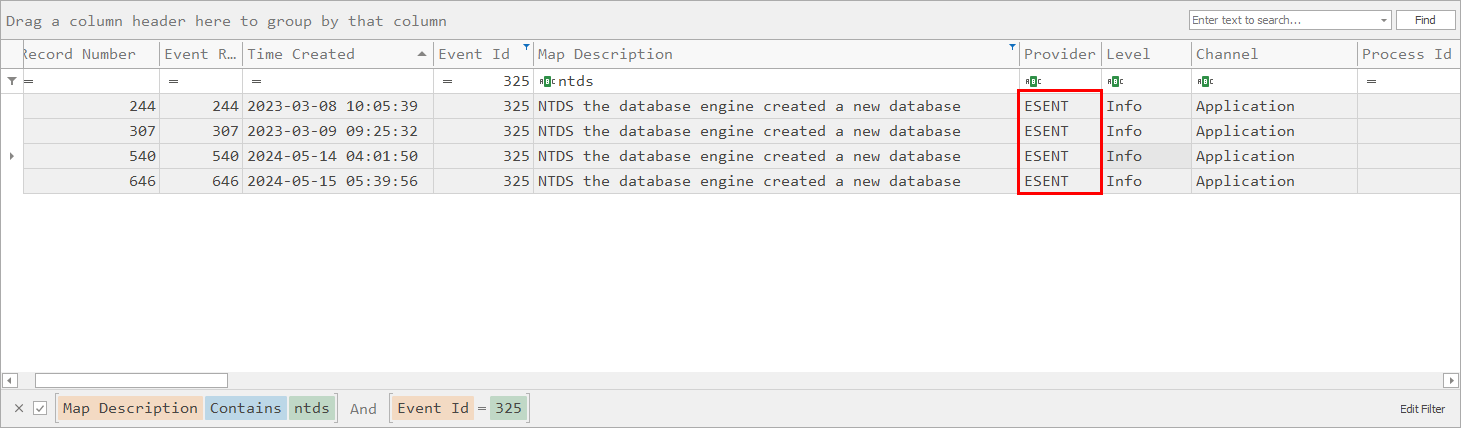 Drag a column header here to group by that column
Enter text to search... Find
Record Number Event R... Time Created Event Id Map Description Provider Level Channel Process Id
= = = = 325 ABC ntds ABC ABC ABC =
244 244 2023-03-08 10:05:39 325 NTDS the database engine created a new database ESENT Info Application
307 307 2023-03-09 09:25:32 325 NTDS the database engine created a new database ESENT Info Application
540 540 2024-05-14 04:01:50 325 NTDS the database engine created a new database ESENT Info Application
646 646 2024-05-15 05:39:56 325 NTDS the database engine created a new database ESENT Info Application
Map Description Contains ntds And Event Id = 325 Edit Filter